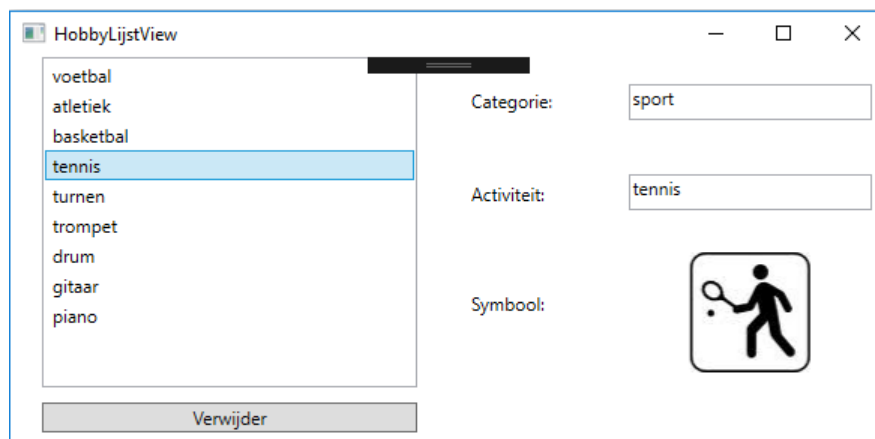 HobbyLijstView
voetbal
atletiek
basketbal
tennis
turnen
trompet
drum
gitaar
piano
Verwijder
Categorie:
sport
Activiteit:
tennis
Symbool: